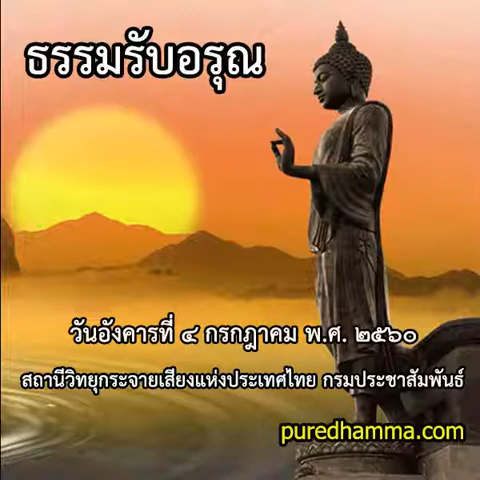 ธรรมรับอรุณ
วันอังคารที่ ๔ กรกฎาคม พ.ศ. ๒๕๖๐
สถานีวิทยุกระจายเสียงแห่งประเทศไทย กรมประชาสัมพันธ์
puredhamma.com